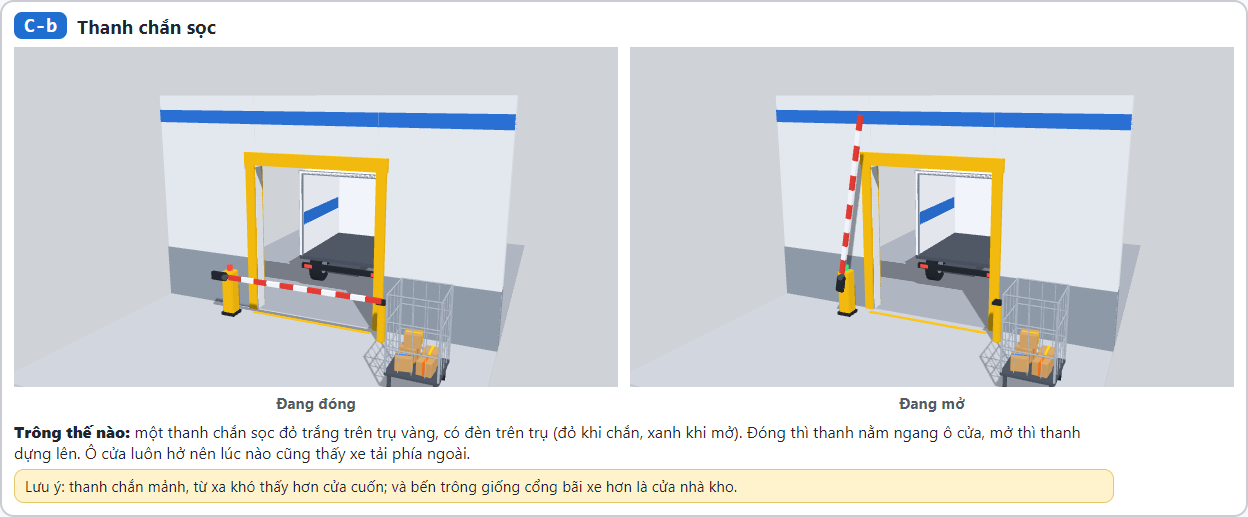 C-b Thanh chắn sọc
Đang đóng
Đang mở
Trông thế nào: một thanh chắn sọc đỏ trắng trên trụ vàng, có đèn trên trụ (đỏ khi chắn, xanh khi mở). Đóng thì thanh nằm ngang ô cửa, mở thì thanh
dựng lên. Ô cửa luôn hở nên lúc nào cũng thấy xe tải phía ngoài.
Lưu ý: thanh chắn mảnh, từ xa khó thấy hơn cửa cuốn; và bến trông giống cổng bãi xe hơn là cửa nhà kho.